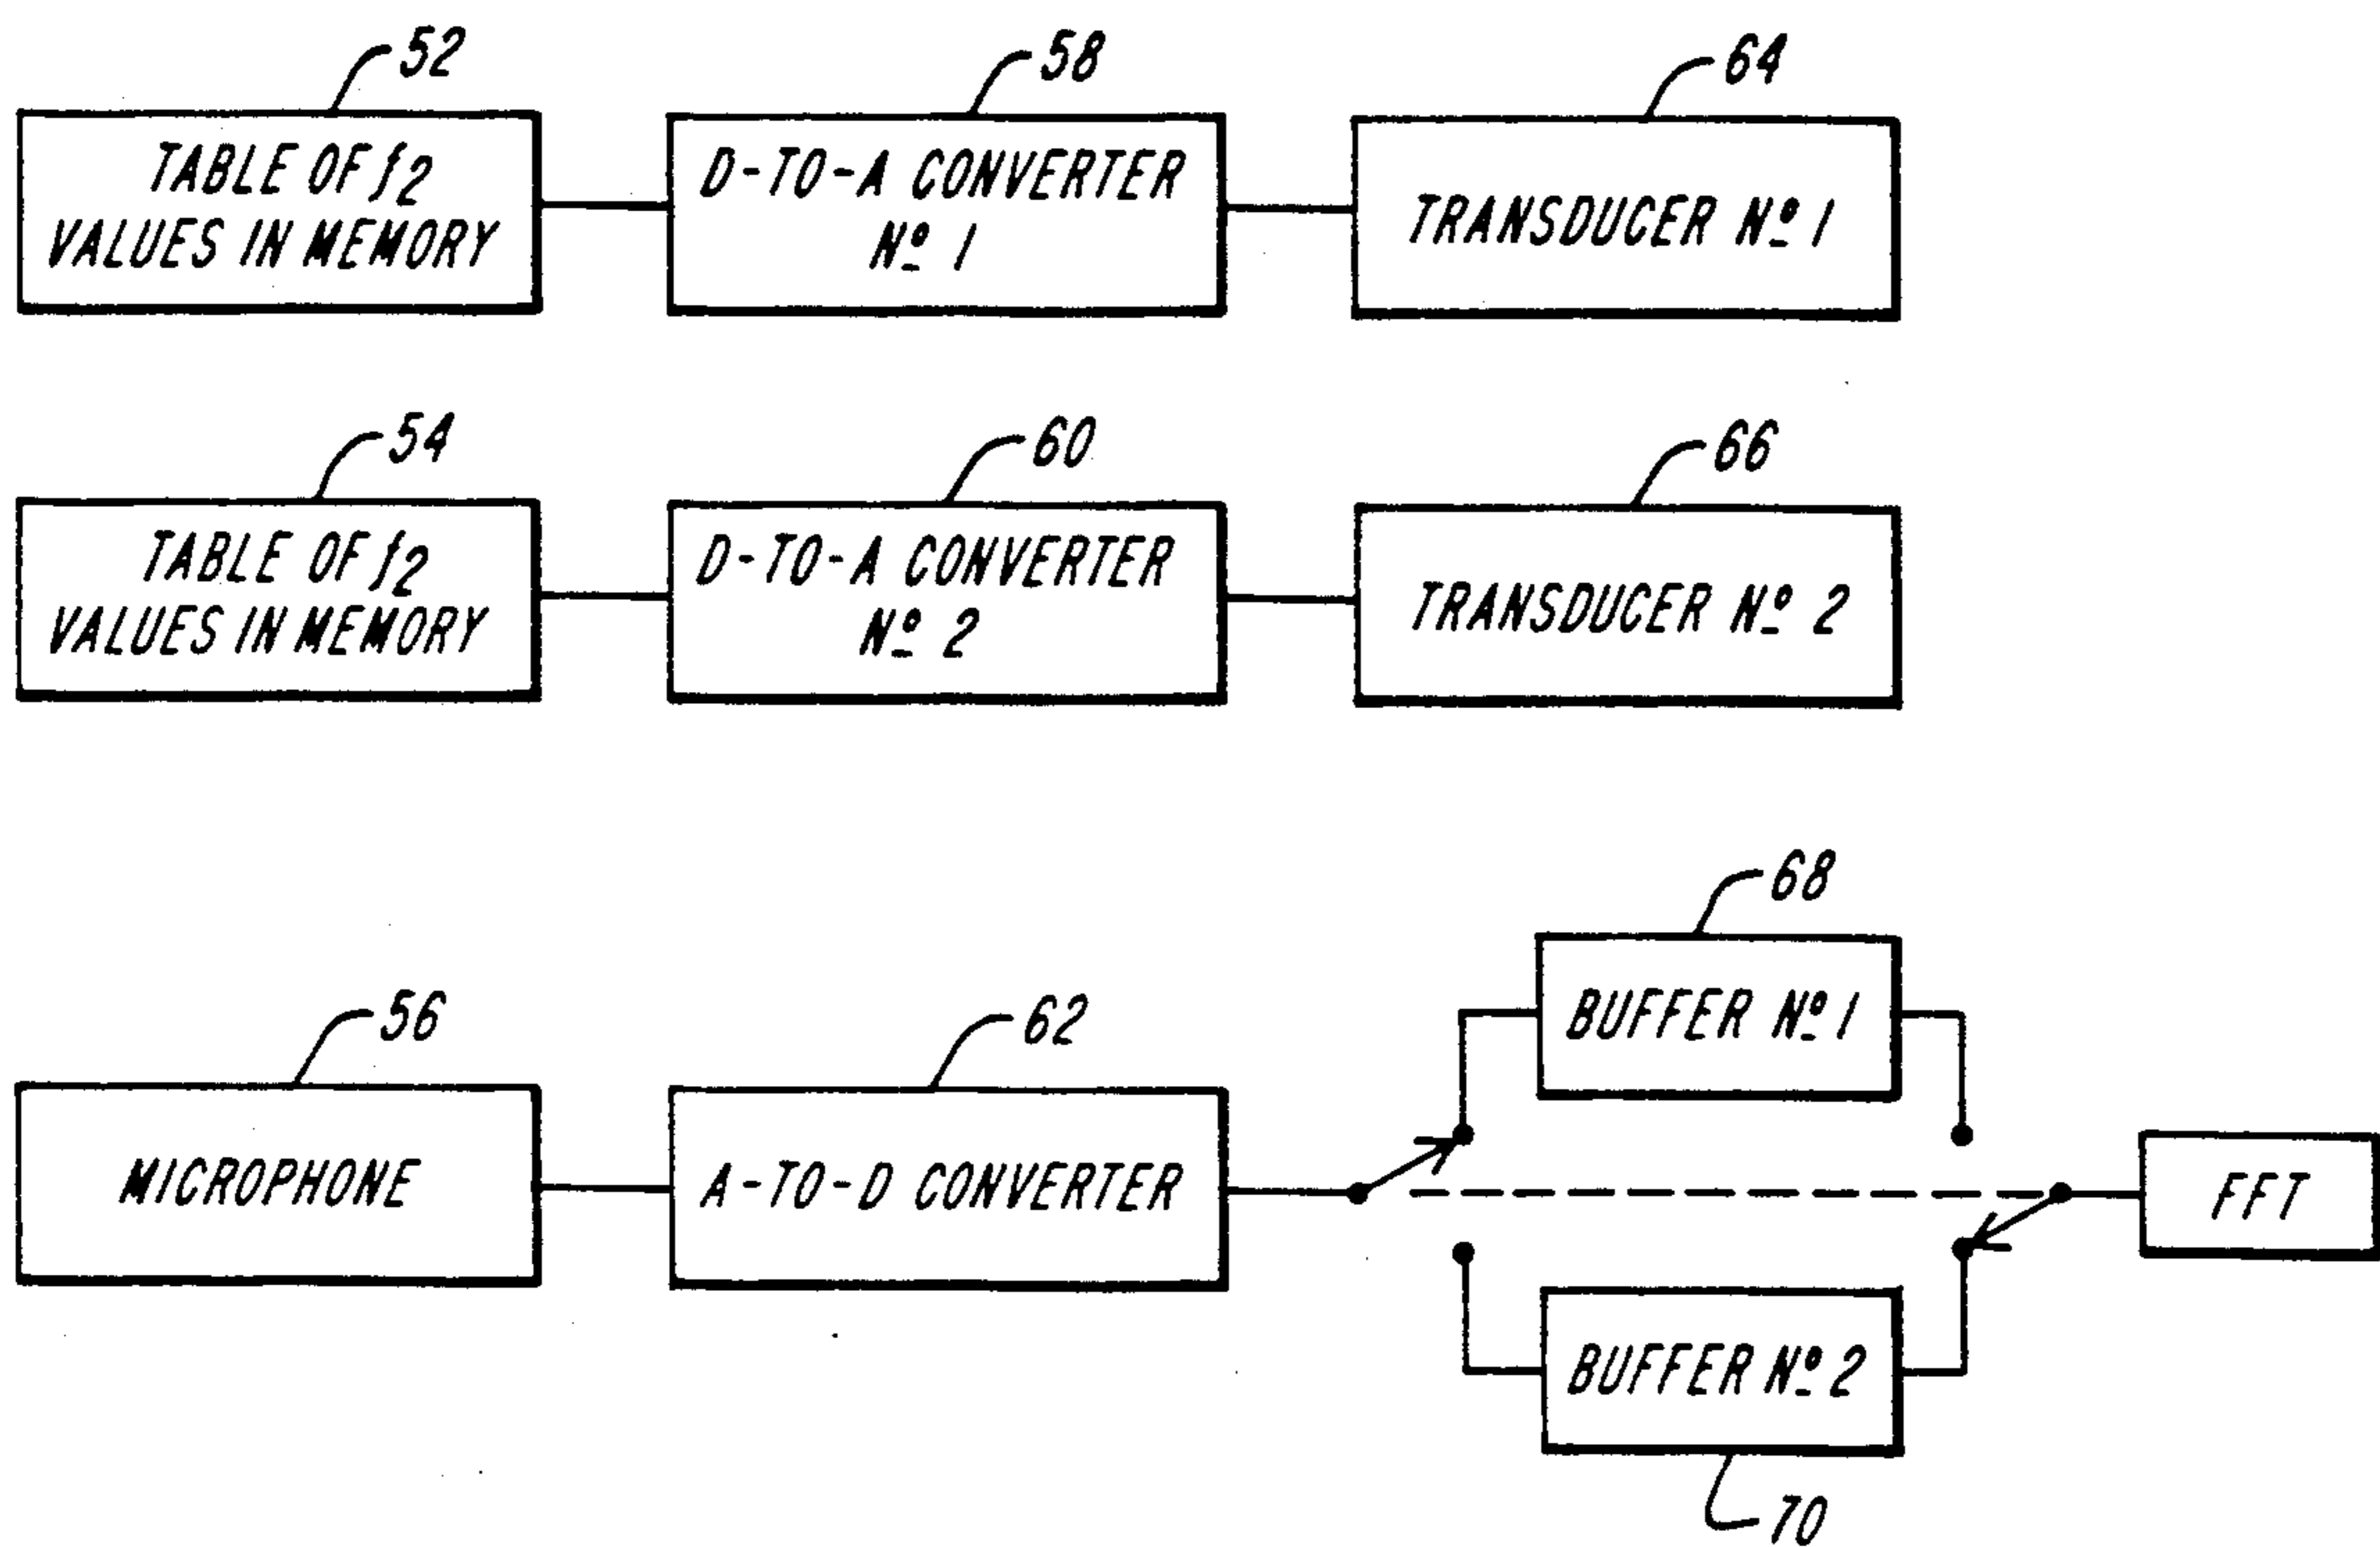 52
TABLE OF f2
VALUES IN MEMORY
58
D-TO-A CONVERTER
Nº 1
64
TRANSDUCER Nº 1
54
TABLE OF f2
VALUES IN MEMORY
60
D-TO-A CONVERTER
Nº 2
66
TRANSDUCER Nº 2
56
MICROPHONE
62
A-TO-D CONVERTER
68
BUFFER Nº 1
FFT
BUFFER Nº 2
70